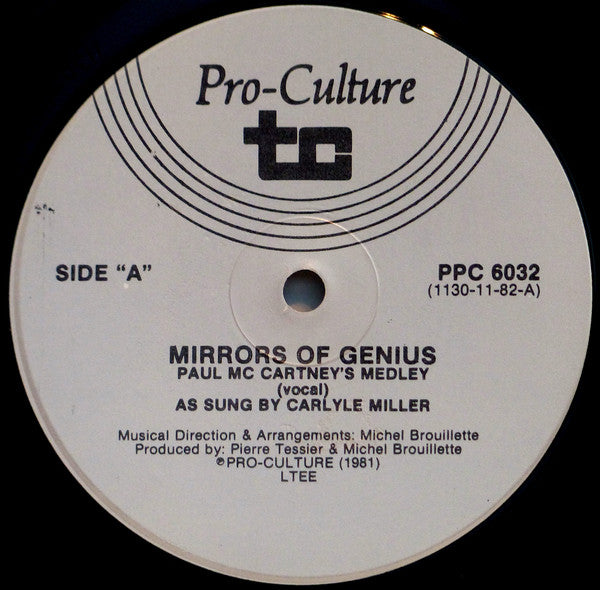 Pro-Culture
tc
SIDE "A"
PPC 6032
(1130-11-82-A)
MIRRORS OF GENIUS
PAUL MC CARTNEY'S MEDLEY
(vocal)
AS SUNG BY CARLYLE MILLER
Musical Direction & Arrangements: Michel Brouillette
Produced by: Pierre Tessier & Michel Brouillette
℗PRO-CULTURE (1981)
LTEE